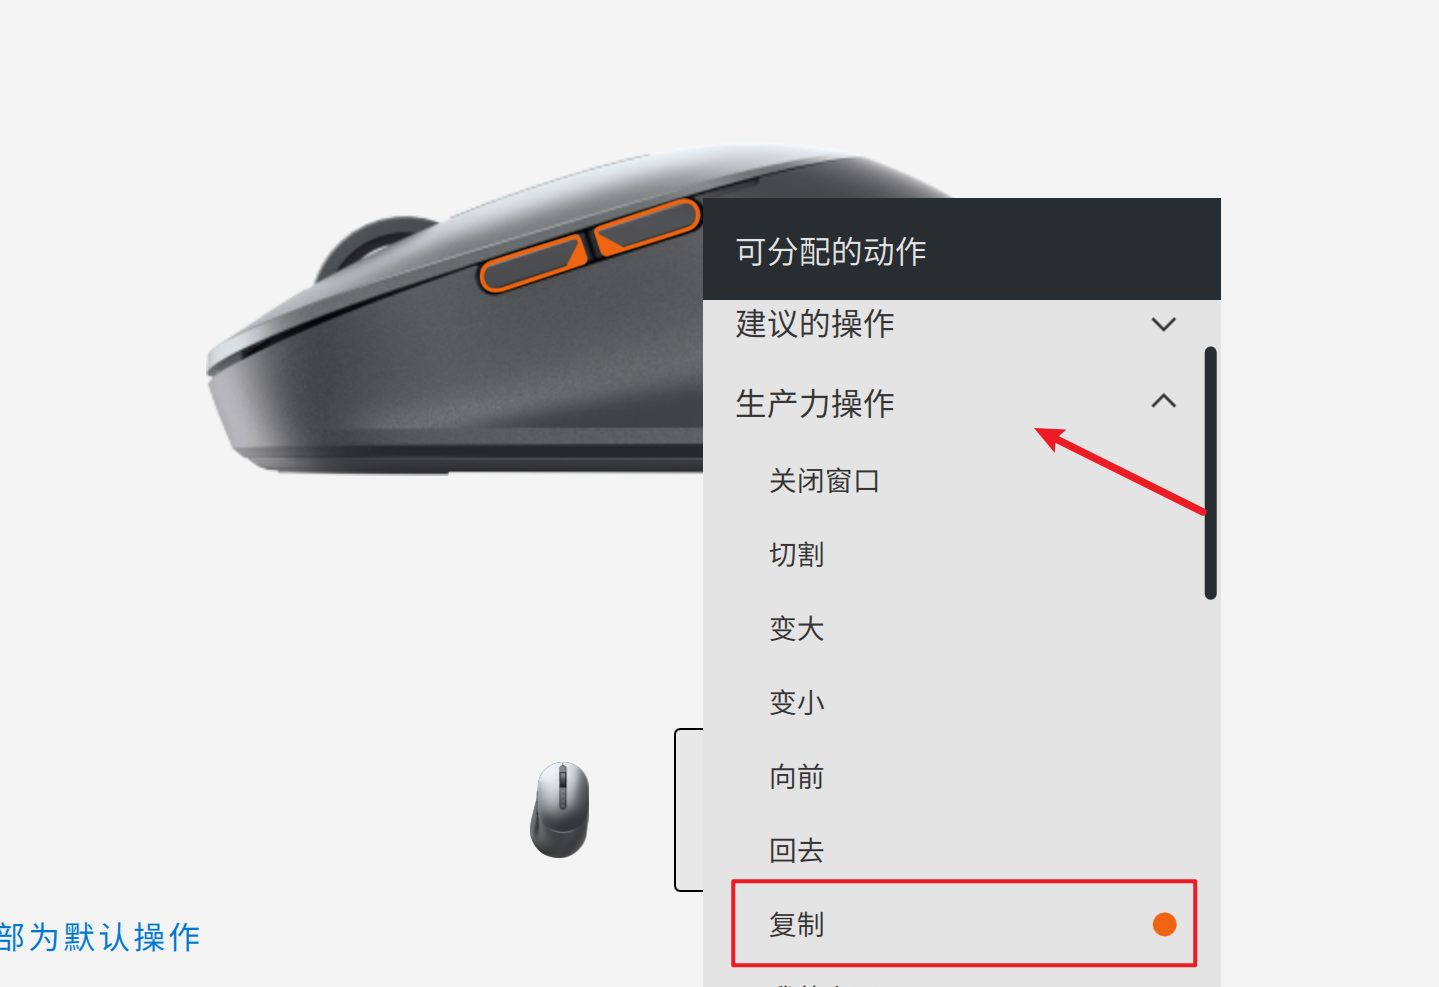 可分配的动作
建议的操作
生产力操作
关闭窗口
切割
变大
变小
向前
回去
复制
部为默认操作